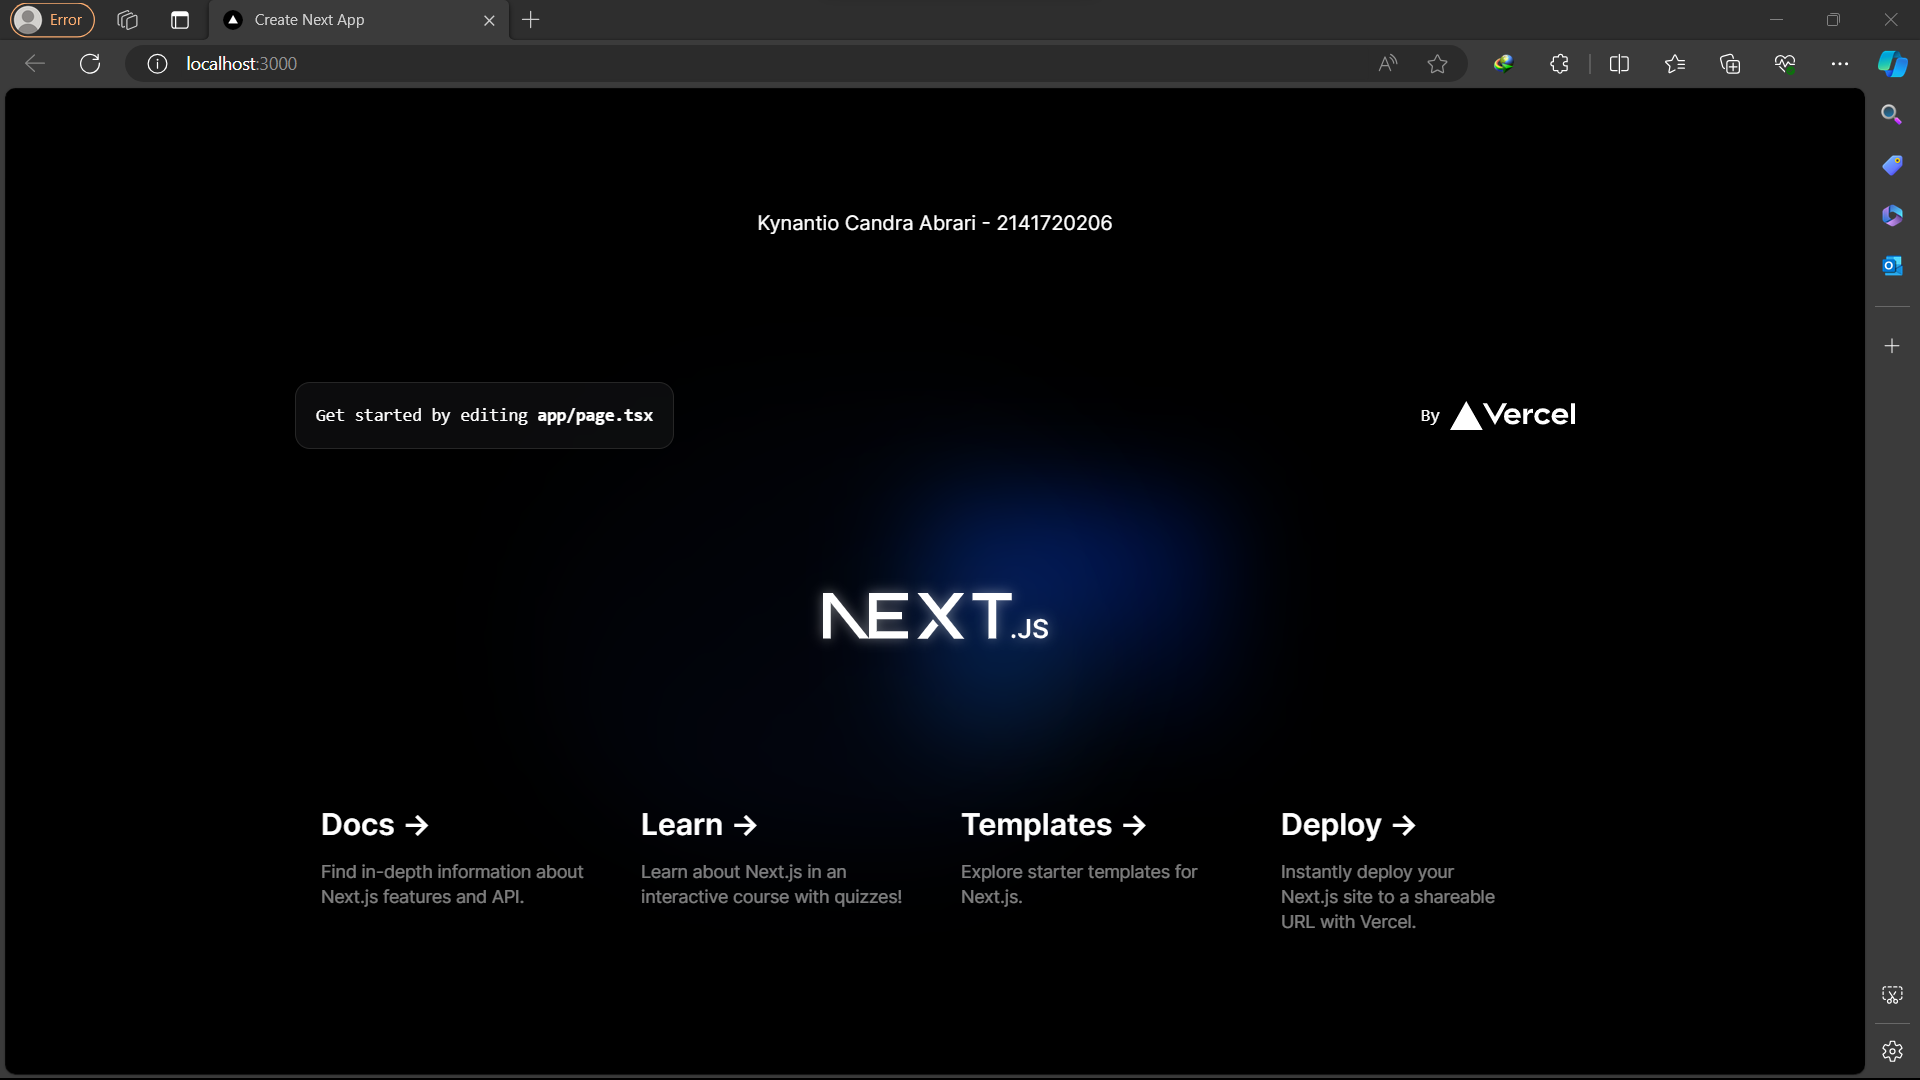 Error
Create Next App
localhost:3000
Kynantio Candra Abrari - 2141720206
Get started by editing app/page.tsx
By Vercel
NEXT.JS
Docs →
Find in-depth information about
Next.js features and API.
Learn →
Learn about Next.js in an
interactive course with quizzes!
Templates →
Explore starter templates for
Next.js.
Deploy →
Instantly deploy your
Next.js site to a shareable
URL with Vercel.